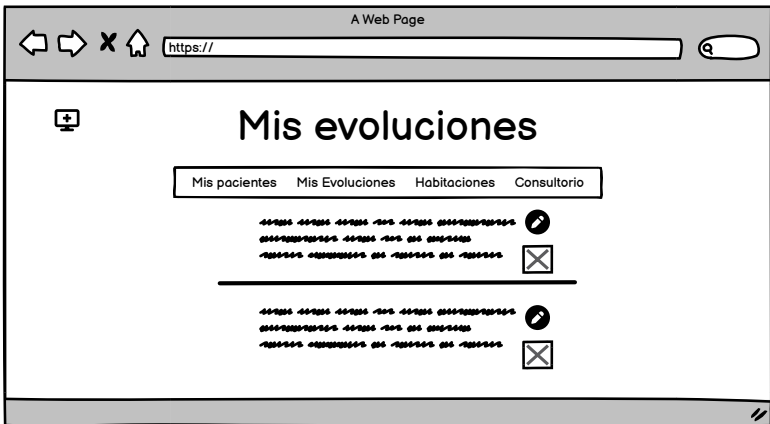 A Web Page
https://
Mis evoluciones
Mis pacientes Mis Evoluciones Habitaciones Consultorio